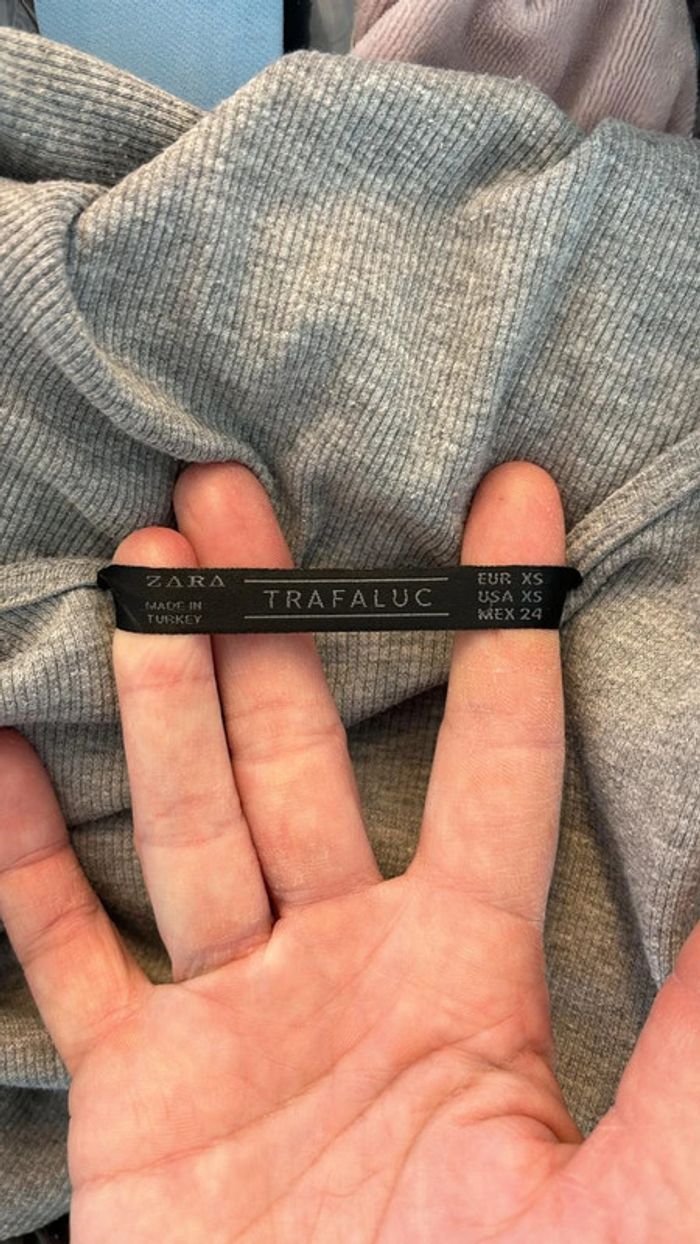 ZARA
MADE IN
TURKEY
TRAFALUC
EUR XS
USA XS
MEX 24